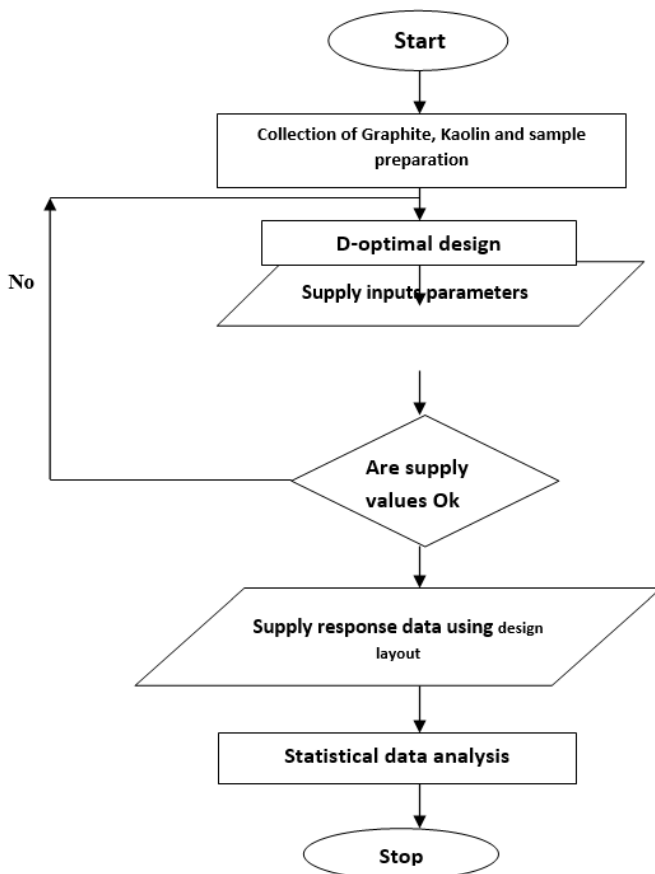 Start
Collection of Graphite, Kaolin and sample
preparation
D-optimal design
No
Supply inputs parameters
Are supply
values Ok
Supply response data using design
layout
Statistical data analysis
Stop